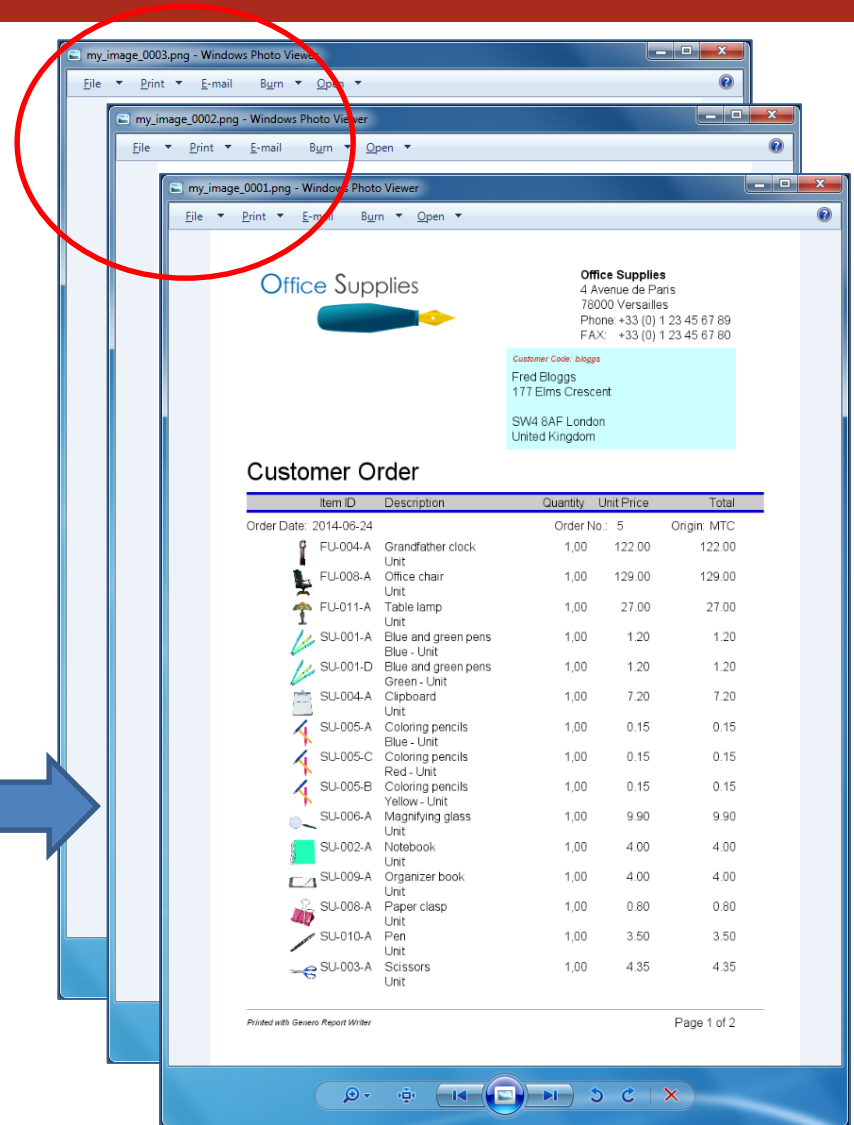 my_image_0003.png - Windows Photo Viewer
File Print E-mail Burn Open
my_image_0002.png - Windows Photo Viewer
File Print E-mail Burn Open
my_image_0001.png - Windows Photo Viewer
File Print E-mail Burn Open
Office Supplies
Office Supplies
4 Avenue de Paris
78000 Versailles
Phone: +33 (0) 1 23 45 67 89
FAX: +33 (0) 1 23 45 67 80
Customer Code: bloggs
Fred Bloggs
177 Elms Crescent
SW4 8AF London
United Kingdom
Customer Order
Item ID Description Quantity Unit Price Total
Order Date: 2014-06-24 Order No.: 5 Origin: MTC
FU-004-A Grandfather clock 1,00 122.00 122.00
Unit
FU-008-A Office chair 1,00 129.00 129.00
Unit
FU-011-A Table lamp 1,00 27.00 27.00
Unit
SU-001-A Blue and green pens 1,00 1.20 1.20
Blue - Unit
SU-001-D Blue and green pens 1,00 1.20 1.20
Green - Unit
SU-004-A Clipboard 1,00 7.20 7.20
Unit
SU-005-A Coloring pencils 1,00 0.15 0.15
Blue - Unit
SU-005-C Coloring pencils 1,00 0.15 0.15
Red - Unit
SU-005-B Coloring pencils 1,00 0.15 0.15
Yellow - Unit
SU-006-A Magnifying glass 1,00 9.90 9.90
Unit
SU-002-A Notebook 1,00 4.00 4.00
Unit
SU-009-A Organizer book 1,00 4.00 4.00
Unit
SU-008-A Paper clasp 1,00 0.80 0.80
Unit
SU-010-A Pen 1,00 3.50 3.50
Unit
SU-003-A Scissors 1,00 4.35 4.35
Unit
Printed with Genero Report Writer Page 1 of 2